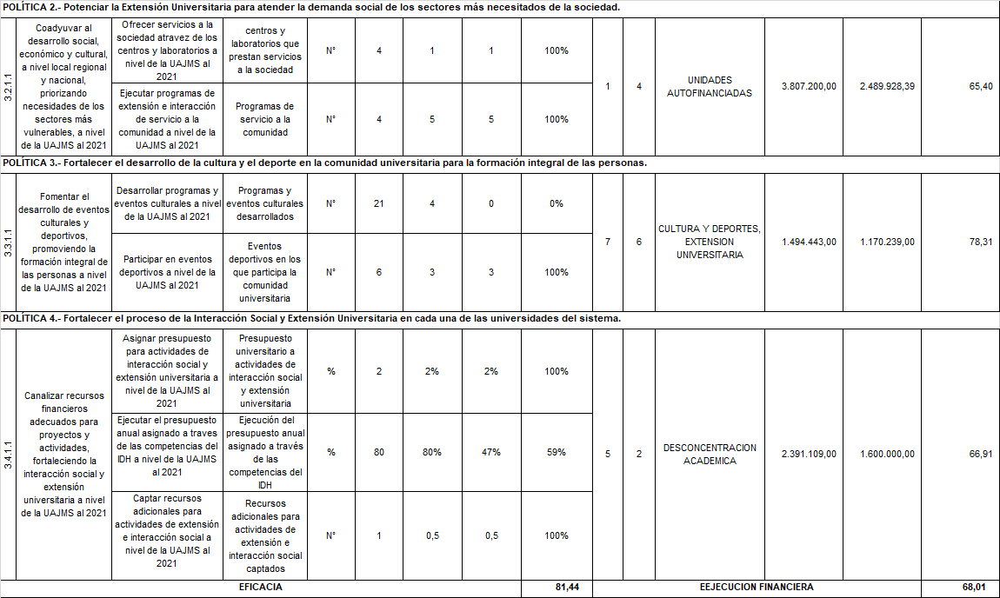 POLÍTICA 2.- Potenciar la Extensión Universitaria para atender la demanda social de los sectores más necesitados de la sociedad.
3.2.1.1
Coadyuvar al
desarrollo social,
económico y cultural,
a nivel local regional
y nacional,
priorizando
necesidades de los
sectores más
vulnerables, a nivel
de la UAJMS al 2021
Ofrecer servicios a la
sociedad atravez de los
centros y laboratorios a
nivel de la UAJMS al
2021
centros y
laboratorios que
prestan servicios
a la sociedad
N°
4
1
1
100%
Ejecutar programas de
extensión e interacción
de servicio a la
comunidad a nivel de la
UAJMS al 2021
Programas de
servicio a la
comunidad
N°
4
5
5
100%
1
4
UNIDADES
AUTOFINANCIADAS
3.807.200,00
2.489.928,39
65,40
POLÍTICA 3.- Fortalecer el desarrollo de la cultura y el deporte en la comunidad universitaria para la formación integral de las personas.
3.3.1.1
Fomentar el
desarrollo de eventos
culturales y
deportivos,
promoviendo la
formación integral de
las personas a nivel
de la UAJMS al 2021
Desarrollar programas y
eventos culturales a nivel
de la UAJMS al 2021
Programas y
eventos culturales
desarrollados
N°
21
4
0
0%
Participar en eventos
deportivos a nivel de la
UAJMS al 2021
Eventos
deportivos en los
que participa la
comunidad
universitaria
N°
6
3
3
100%
7
6
CULTURA Y DEPORTES,
EXTENSION
UNIVERSITARIA
1.494.443,00
1.170.239,00
78,31
POLÍTICA 4.- Fortalecer el proceso de la Interacción Social y Extensión Universitaria en cada una de las universidades del sistema.
3.4.1.1
Canalizar recursos
financieros
adecuados para
proyectos y
actividades,
fortaleciendo la
interacción social y
extensión
universitaria a nivel
de la UAJMS al 2021
Asignar presupuesto
para actividades de
interacción social y
extensión universitaria a
nivel de la UAJMS al
2021
Presupuesto
universitario a
actividades de
interacción social
y extensión
universitaria
%
2
2%
2%
100%
Ejecutar el presupuesto
anual asignado a traves
de las competencias del
IDH a nivel de la UAJMS
al 2021
Ejecución del
presupuesto anual
asignado a través
de las
competencias del
IDH
%
80
80%
47%
59%
Captar recursos
adicionales para
actividades de extensión
e interacción social a
nivel de la UAJMS al
2021
Recursos
adicionales para
actividades de
extensión e
interacción social
captados
N°
1
0,5
0,5
100%
5
2
DESCONCENTRACION
ACADEMICA
2.391.109,00
1.600.000,00
66,91
EFICACIA
81,44
EEJECUCION FINANCIERA
68,01